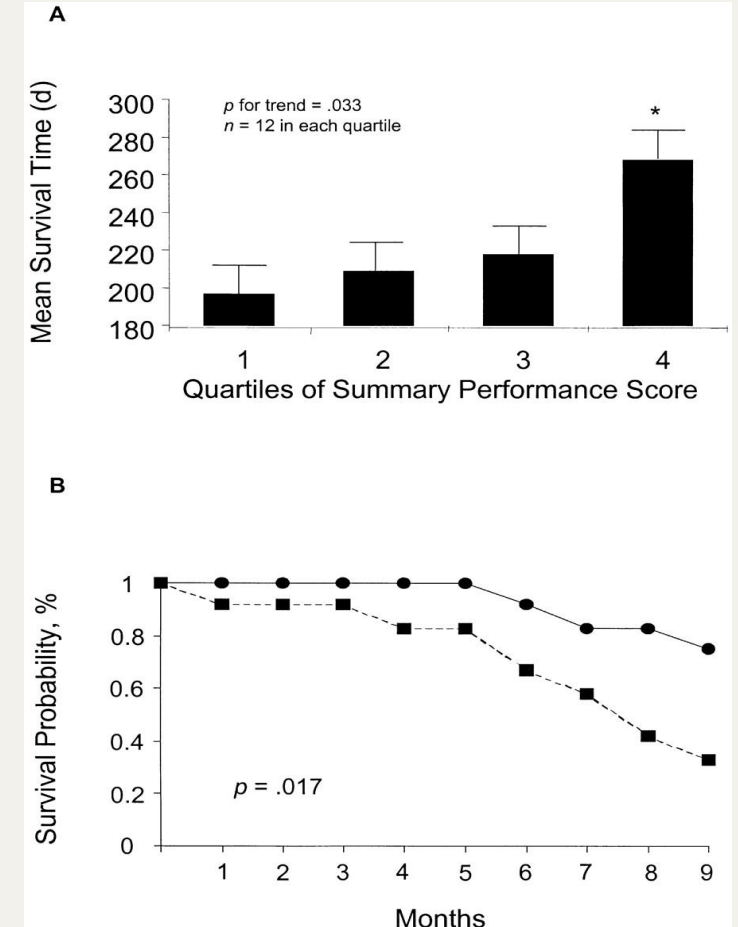 A
Mean Survival Time (d)
300
280
260
240
220
200
180
p for trend = .033
n = 12 in each quartile
*
1 2 3 4
Quartiles of Summary Performance Score
B
Survival Probability, %
1
0.8
0.6
0.4
0.2
0
p = .017
1 2 3 4 5 6 7 8 9
Months